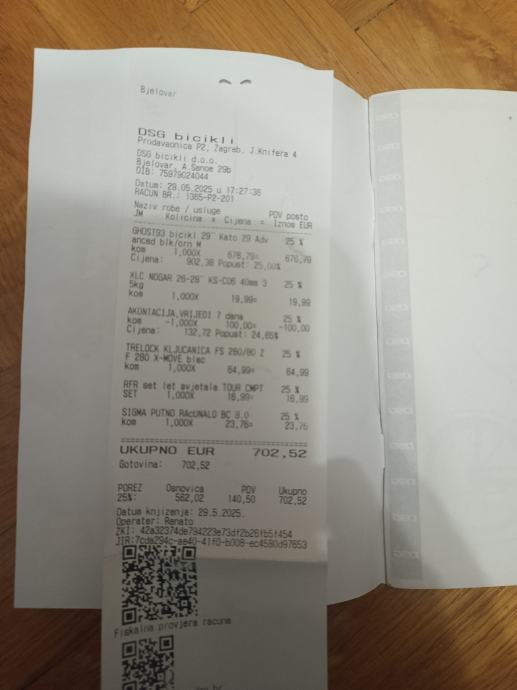 Bjelovar
DSG bicikli
Prodavaonica P2, Zagreb, J.Knifera 4
DSG bicikli d.o.o.
Bjelovar, A.Šenoe 29b
OIB: 75979024044
Datum: 29.05.2025 u 17:27:36
RAČUN BR.: 1365-P2-201
Naziv robe / usluge PDV posto
JM Količina x Cijena = Iznos EUR
GHOST93 bicikl 29" Kato 29 Adv 25 %
anced blk/orn M
kom 1,000X 676,79= 676,79
Cijena: 902,38 Popust: 25,00%
XLC NOGAR 26-28" KS-C06 40mm 3 25 %
5kg
kom 1,000X 19,99= 19,99
AKONTACIJA,VRIJEDI 7 dana 25 %
kom -1,000X 100,00= -100,00
Cijena: 132,72 Popust: 24,65%
TRELOCK KLJUČANICA FS 260/80 Z 25 %
F 280 X-MOVE blac
kom 1,000X 64,99= 64,99
RFR set let svjetala TOUR CMPT 25 %
SET 1,000X 16,99= 16,99
SIGMA PUTNO RAČUNALO BC 8.0 25 %
kom 1,000X 23,76= 23,76
UKUPNO EUR 702,52
Gotovina: 702,52
POREZ Osnovica PDV Ukupno
25%: 562,02 140,50 702,52
Datum knjiženja: 29.5.2025.
Operater: Renato
ZKI:
JIR:
Fiskalna provjera računa